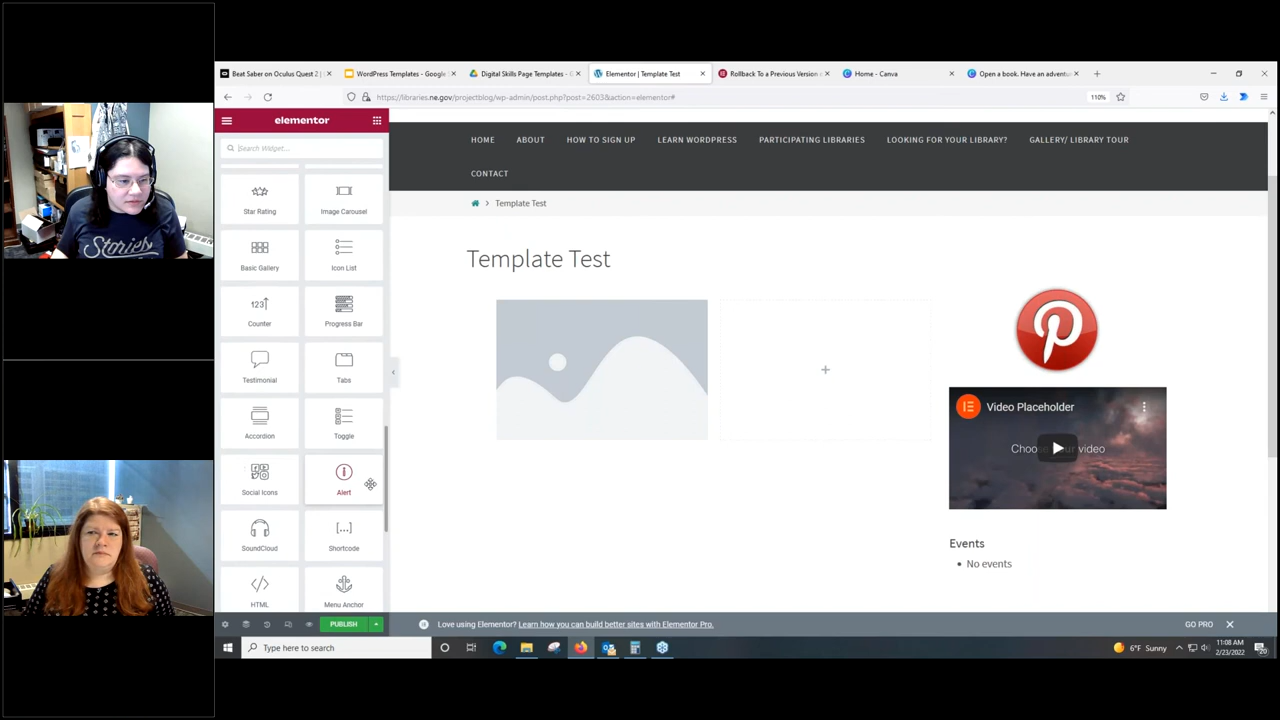 Beat Saber on Oculus Quest 2 |
WordPress Templates - Google
Digital Skills Page Templates - G
Elementor | Template Test
Rollback To a Previous Version
Home - Canva
Open a book. Have an adventu
https://libraries.ne.gov/projectblog/wp-admin/post.php?post=2603&action=elementor#
110%
elementor
Search Widget...
Star Rating
Image Carousel
Basic Gallery
Icon List
Counter
Progress Bar
Testimonial
Tabs
Accordion
Toggle
Social Icons
Alert
SoundCloud
Shortcode
HTML
Menu Anchor
PUBLISH
HOME
ABOUT
HOW TO SIGN UP
LEARN WORDPRESS
PARTICIPATING LIBRARIES
LOOKING FOR YOUR LIBRARY?
GALLERY/ LIBRARY TOUR
CONTACT
Template Test
Template Test
Video Placeholder
Choose your video
Events
No events
Love using Elementor? Learn how you can build better sites with Elementor Pro.
GO PRO
Stories
Type here to search
6°F Sunny
11:08 AM
2/23/2022